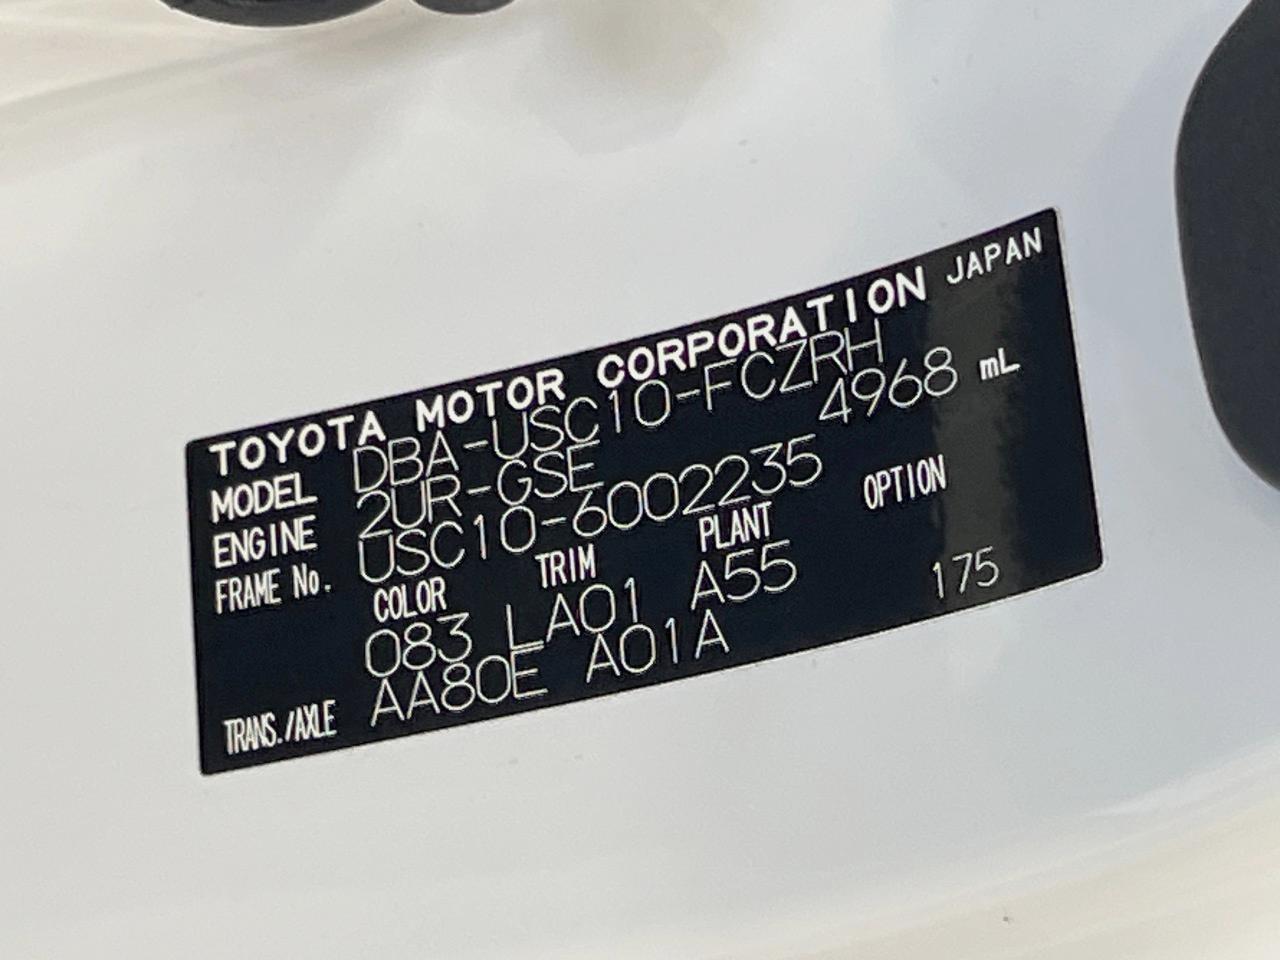 TOYOTA MOTOR CORPORATION JAPAN
MODEL DBA-USC10-FCZRH
ENGINE 2UR-GSE 4968 mL
FRAME No. USC10-6002235
COLOR TRIM PLANT OPTION
083 LA01 A55 175
TRANS./AXLE AA80E A01A